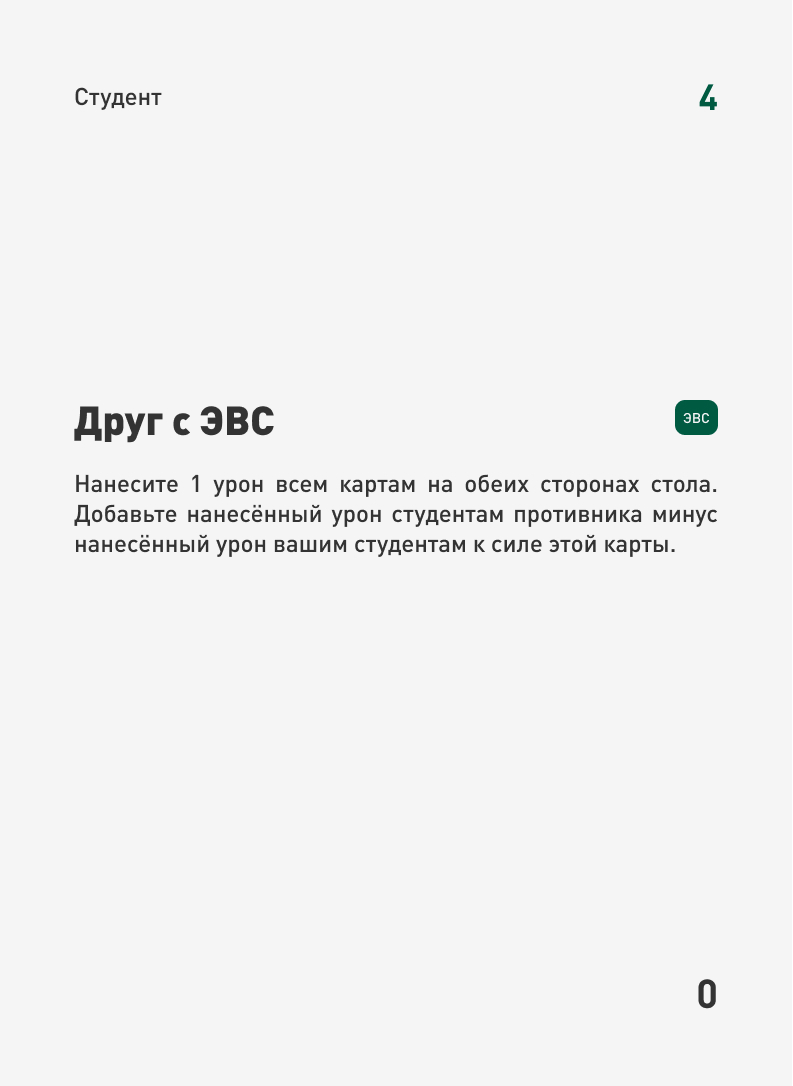 Студент
4
Друг с ЭВС
ЭВС
Нанесите 1 урон всем картам на обеих сторонах стола.
Добавьте нанесённый урон студентам противника минус
нанесённый урон вашим студентам к силе этой карты.
0